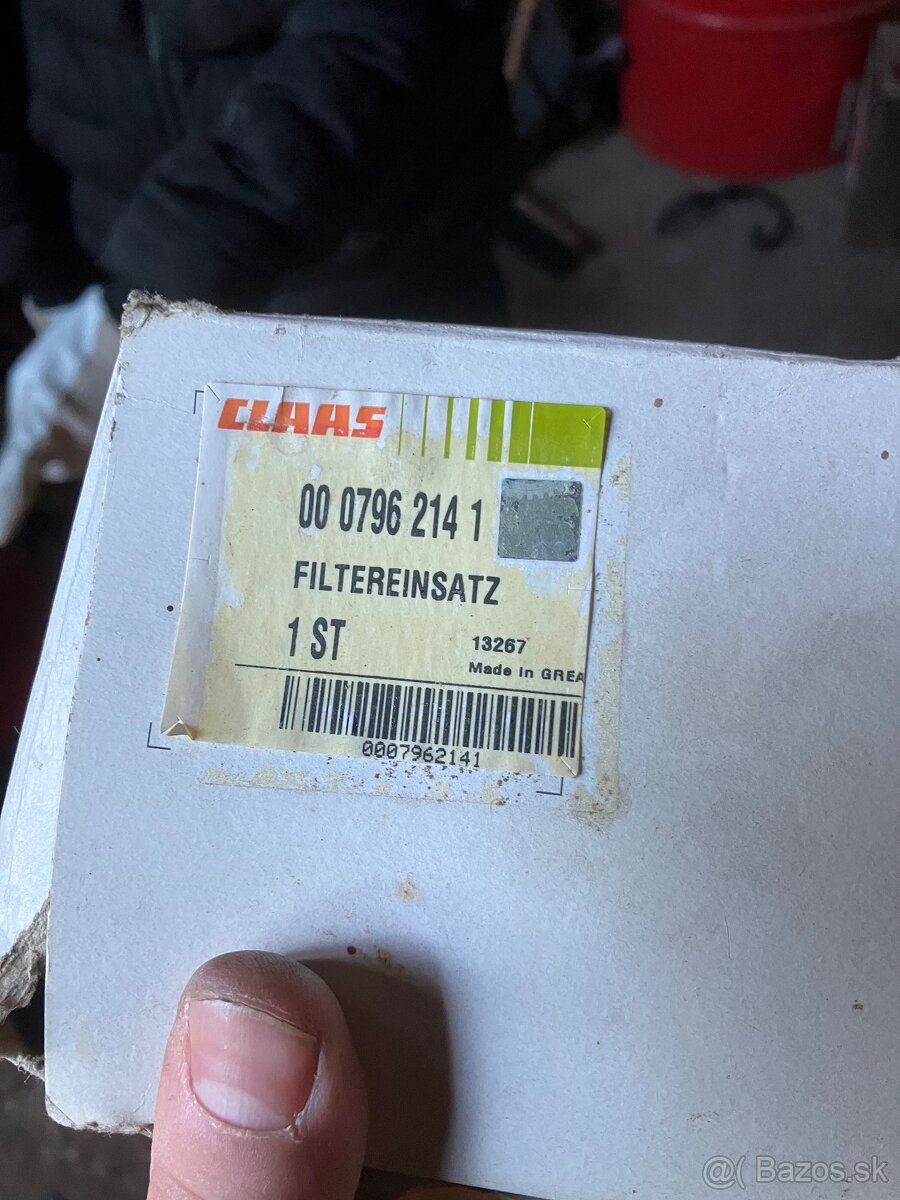 CLAAS
00 0796 214 1
FILTEREINSATZ
1 ST
13267
Made in GREA
0007962141
@( Bazos.sk